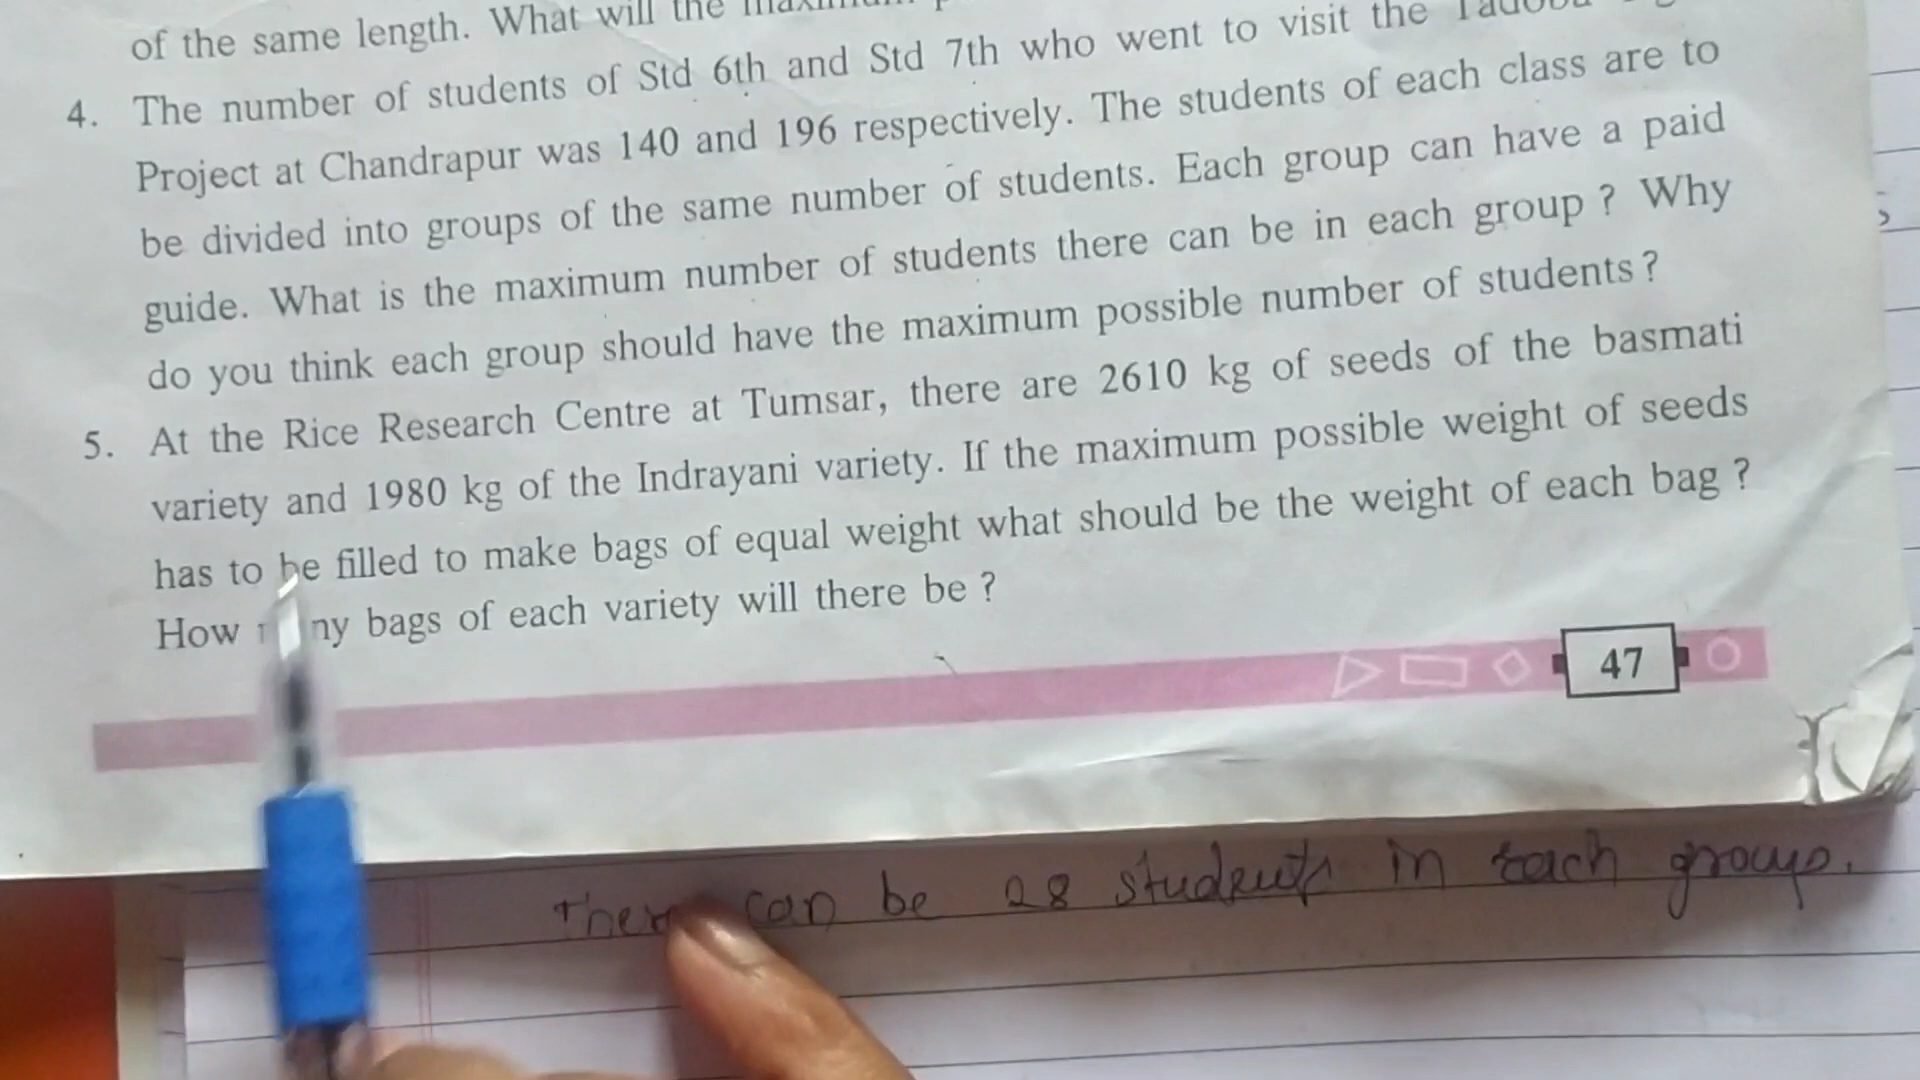 of the same length. What will the
4. The number of students of Std 6th and Std 7th who went to visit the
Project at Chandrapur was 140 and 196 respectively. The students of each class are to
be divided into groups of the same number of students. Each group can have a paid
guide. What is the maximum number of students there can be in each group ? Why
do you think each group should have the maximum possible number of students ?
5. At the Rice Research Centre at Tumsar, there are 2610 kg of seeds of the basmati
variety and 1980 kg of the Indrayani variety. If the maximum possible weight of seeds
has to be filled to make bags of equal weight what should be the weight of each bag ?
How bags of each variety will there be ?
47
can be 28 students in each group.